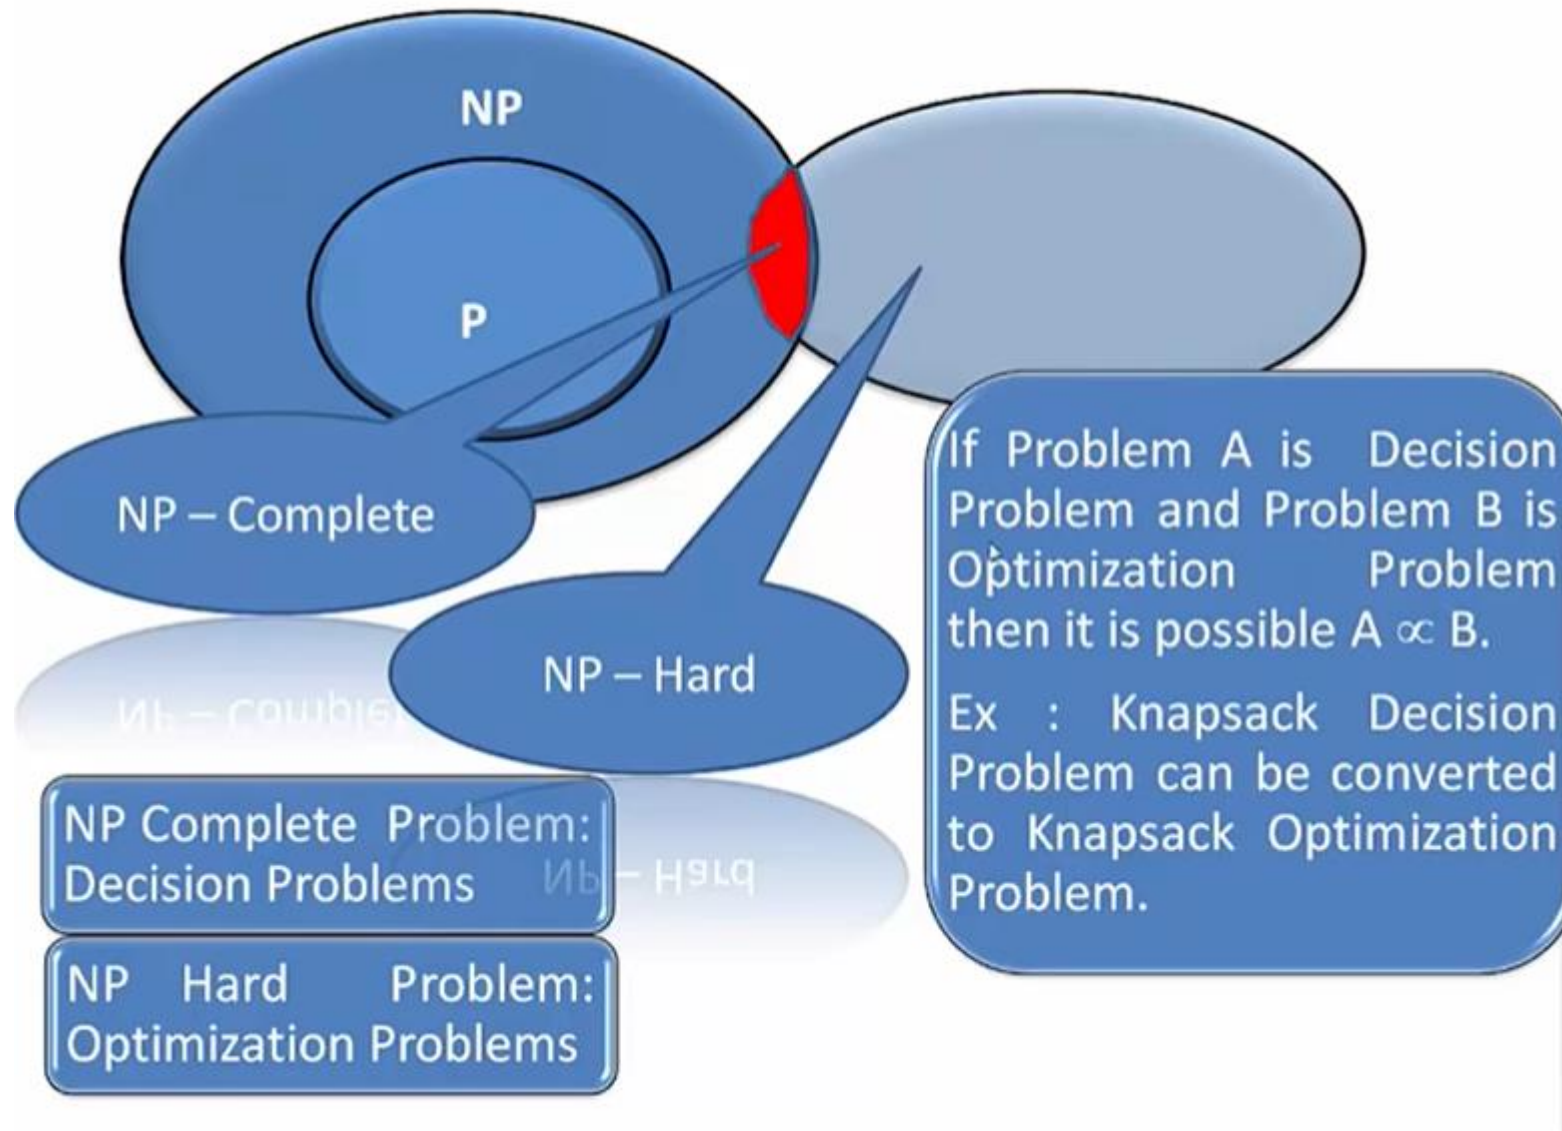 NP
P
NP – Complete
NP – Hard
If Problem A is Decision
Problem and Problem B is
Optimization Problem
then it is possible A ∝ B.
Ex : Knapsack Decision
Problem can be converted
to Knapsack Optimization
Problem.
NP Complete Problem:
Decision Problems
NP Hard Problem:
Optimization Problems